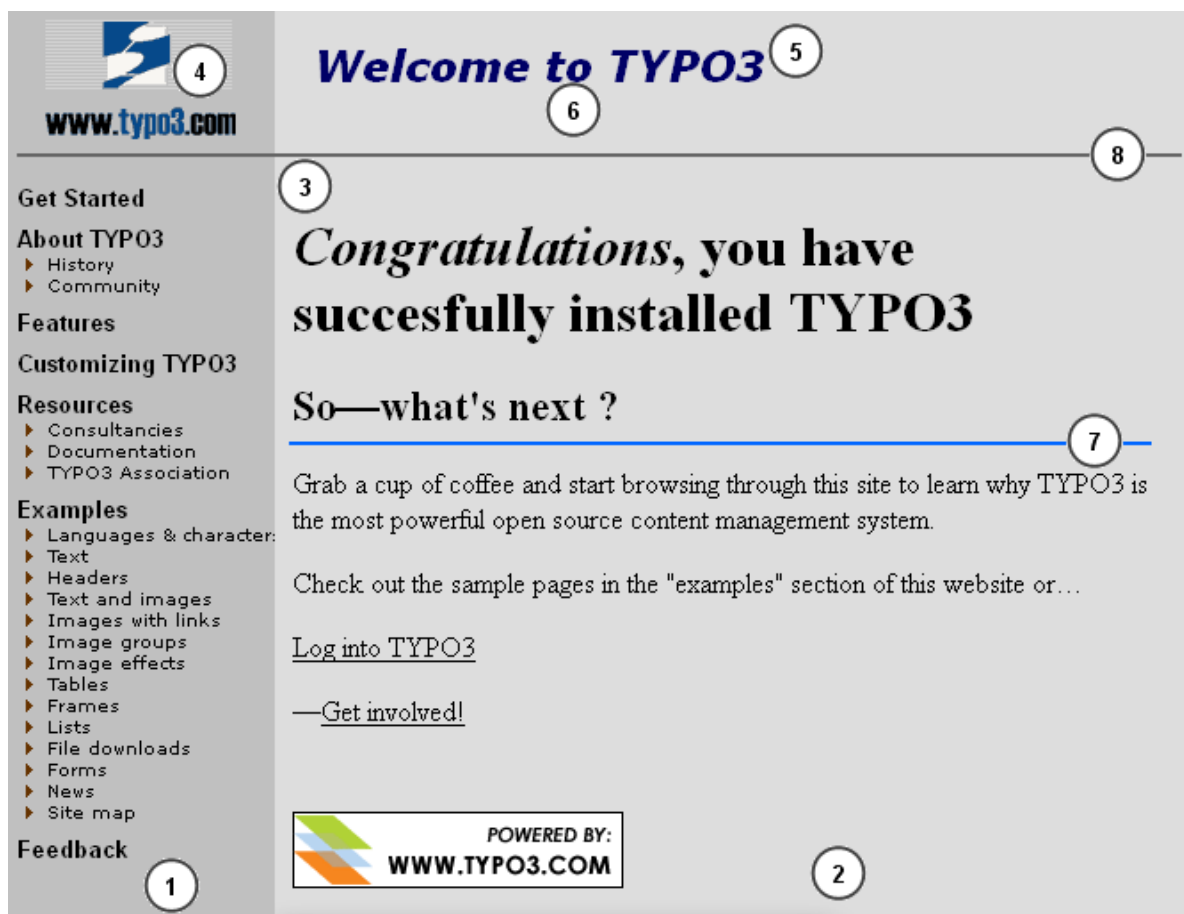 www.typo3.com
4
Welcome to TYPO3
5
6
8
Get Started
About TYPO3
History
Community
Features
Customizing TYPO3
Resources
Consultancies
Documentation
TYPO3 Association
Examples
Languages & character
Text
Headers
Text and images
Images with links
Image groups
Image effects
Tables
Frames
Lists
File downloads
Forms
News
Site map
Feedback
1
3
Congratulations, you have
succesfully installed TYPO3
So—what's next ?
7
Grab a cup of coffee and start browsing through this site to learn why TYPO3 is
the most powerful open source content management system.
Check out the sample pages in the "examples" section of this website or...
Log into TYPO3
—Get involved!
POWERED BY:
WWW.TYPO3.COM
2